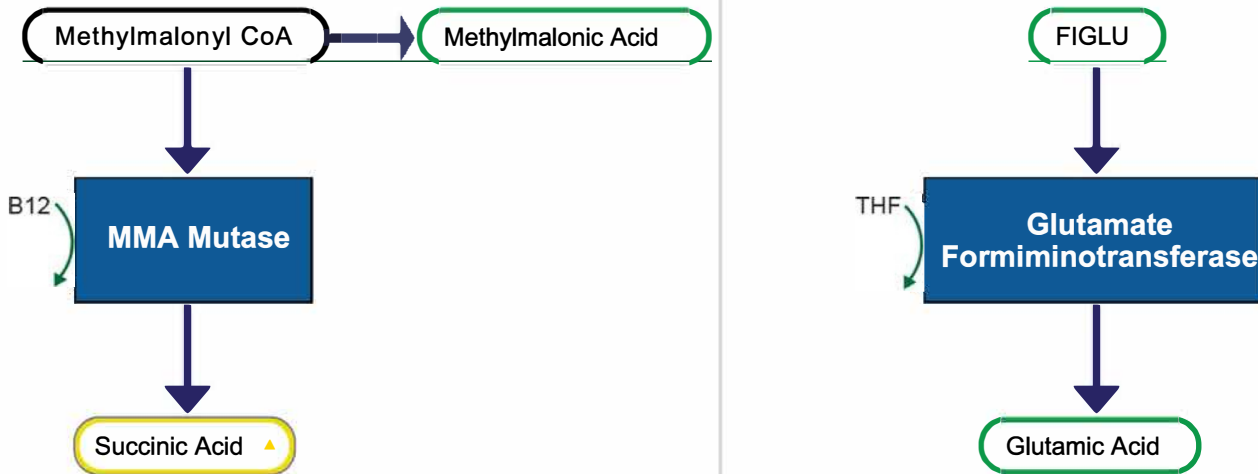 Methylmalonyl CoA
Methylmalonic Acid
B12
MMA Mutase
Succinic Acid
FIGLU
THF
Glutamate
Formiminotransferase
Glutamic Acid